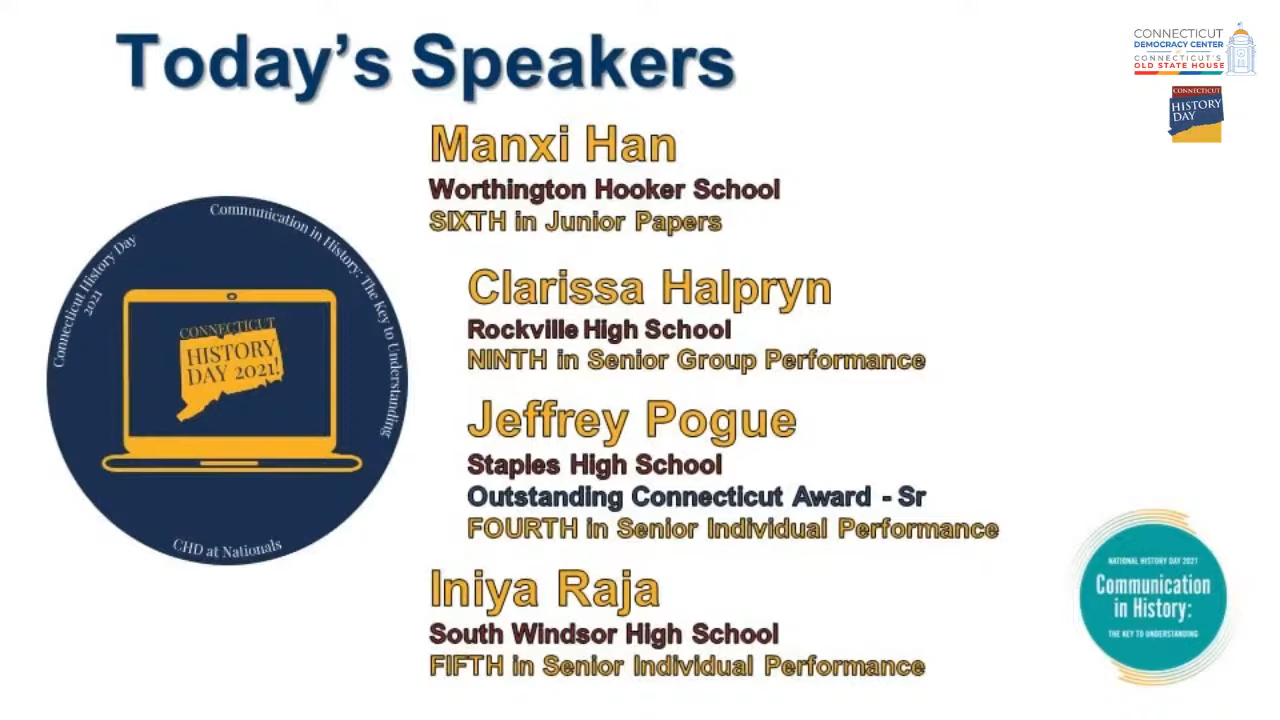 Today's Speakers
CONNECTICUT
DEMOCRACY CENTER
CONNECTICUT'S
OLD STATE HOUSE
CONNECTICUT
HISTORY
DAY
Manxi Han
Worthington Hooker School
SIXTH in Junior Papers
Clarissa Halpryn
Rockville High School
NINTH in Senior Group Performance
Jeffrey Pogue
Staples High School
Outstanding Connecticut Award - Sr
FOURTH in Senior Individual Performance
Iniya Raja
South Windsor High School
FIFTH in Senior Individual Performance
Connecticut History Day
2021
Communication in History: The Key to Understanding
CONNECTICUT
HISTORY
DAY 2021!
CHD at Nationals
NATIONAL HISTORY DAY 2021
Communication
in History:
THE KEY TO UNDERSTANDING